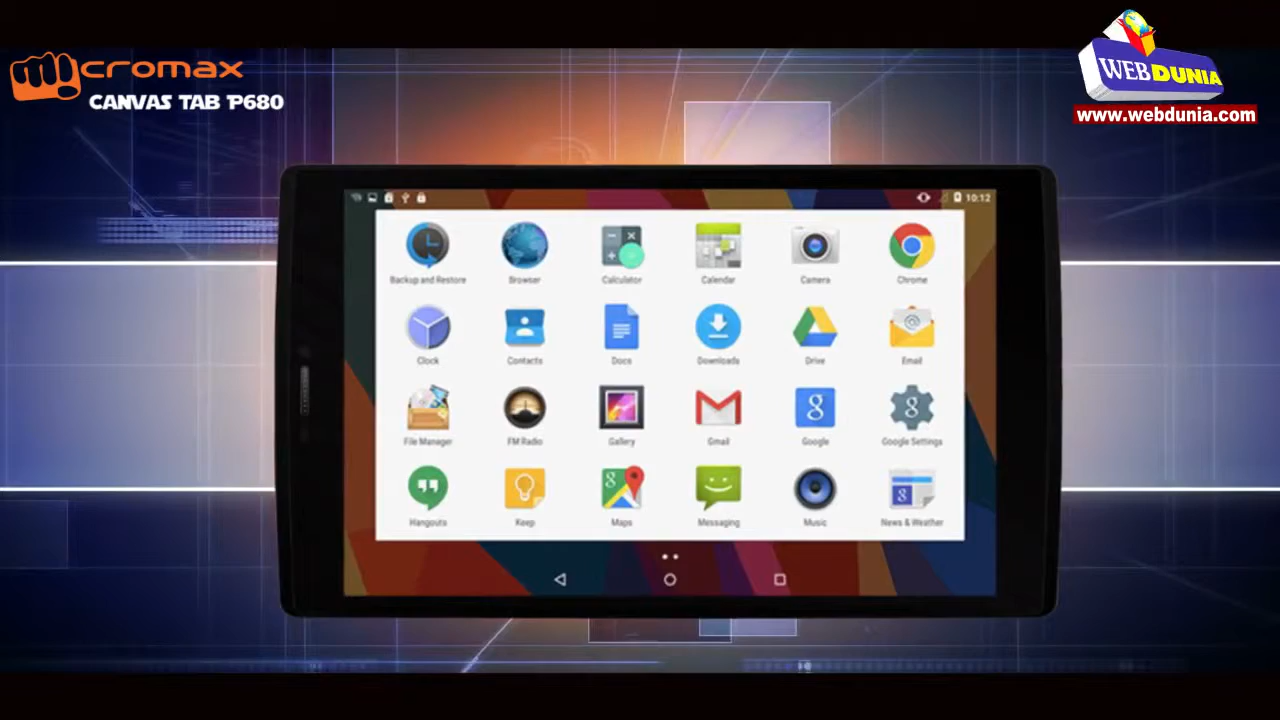 micromax
CANVAS TAB P680
WEBDUNIA
www.webdunia.com
10:12
Backup and Restore Browser Calculator Calendar Camera Chrome
Clock Contacts Docs Downloads Drive Email
File Manager FM Radio Gallery Gmail Google Google Settings
Hangouts Keep Maps Messaging Music News & Weather